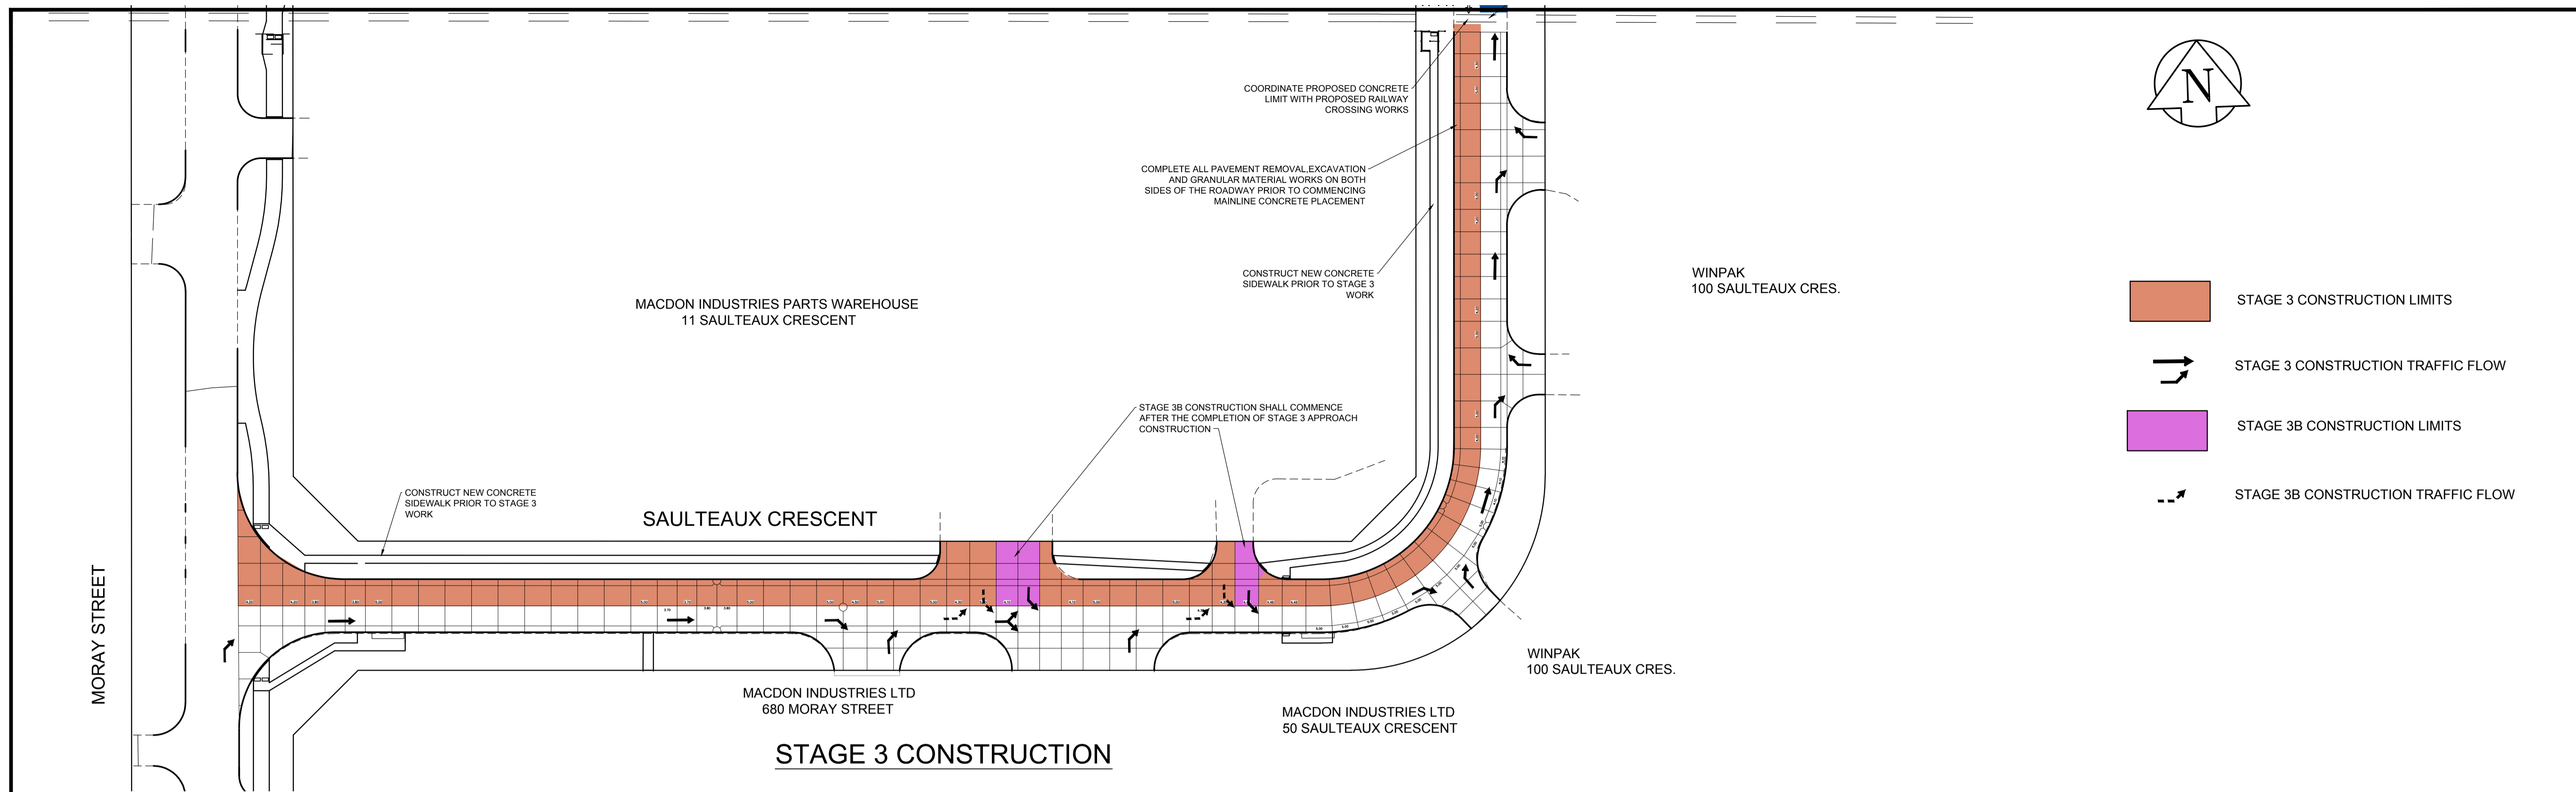 COORDINATE PROPOSED CONCRETE
LIMIT WITH PROPOSED RAILWAY
CROSSING WORKS
N
COMPLETE ALL PAVEMENT REMOVAL,EXCAVATION
AND GRANULAR MATERIAL WORKS ON BOTH
SIDES OF THE ROADWAY PRIOR TO COMMENCING
MAINLINE CONCRETE PLACEMENT
CONSTRUCT NEW CONCRETE
SIDEWALK PRIOR TO STAGE 3
WORK
WINPAK
100 SAULTEAUX CRES.
MACDON INDUSTRIES PARTS WAREHOUSE
11 SAULTEAUX CRESCENT
STAGE 3 CONSTRUCTION LIMITS
STAGE 3 CONSTRUCTION TRAFFIC FLOW
STAGE 3B CONSTRUCTION LIMITS
STAGE 3B CONSTRUCTION TRAFFIC FLOW
STAGE 3B CONSTRUCTION SHALL COMMENCE
AFTER THE COMPLETION OF STAGE 3 APPROACH
CONSTRUCTION
CONSTRUCT NEW CONCRETE
SIDEWALK PRIOR TO STAGE 3
WORK
SAULTEAUX CRESCENT
MORAY STREET
WINPAK
100 SAULTEAUX CRES.
MACDON INDUSTRIES LTD
680 MORAY STREET
MACDON INDUSTRIES LTD
50 SAULTEAUX CRESCENT
STAGE 3 CONSTRUCTION